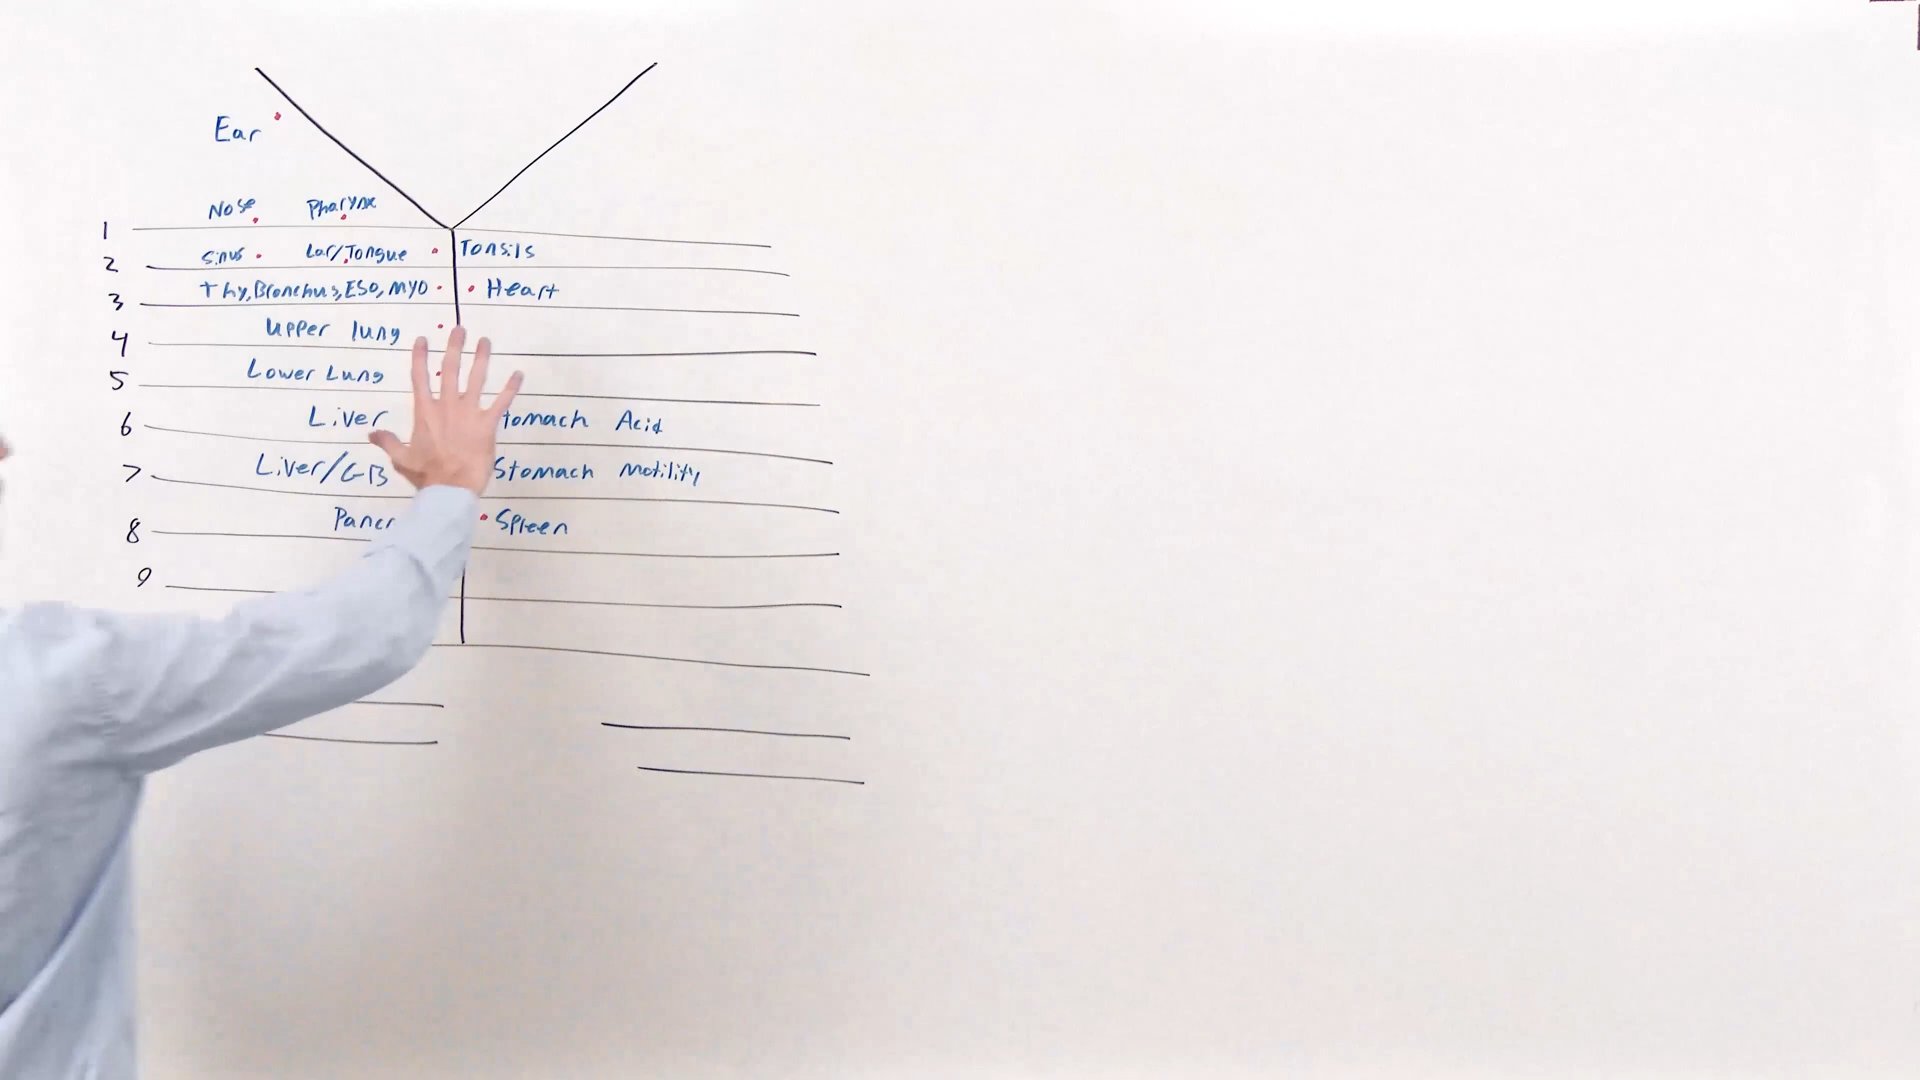 Ear
Nose Pharynx
1
Sinus Lar/Tongue Tonsils
2
Thy, Bronchus, ESO, MYO Heart
3
Upper lung
4
Lower Lung
5
Liver tomach Acid
6
Liver/GB Stomach Motility
7
Pancr Spleen
8
9